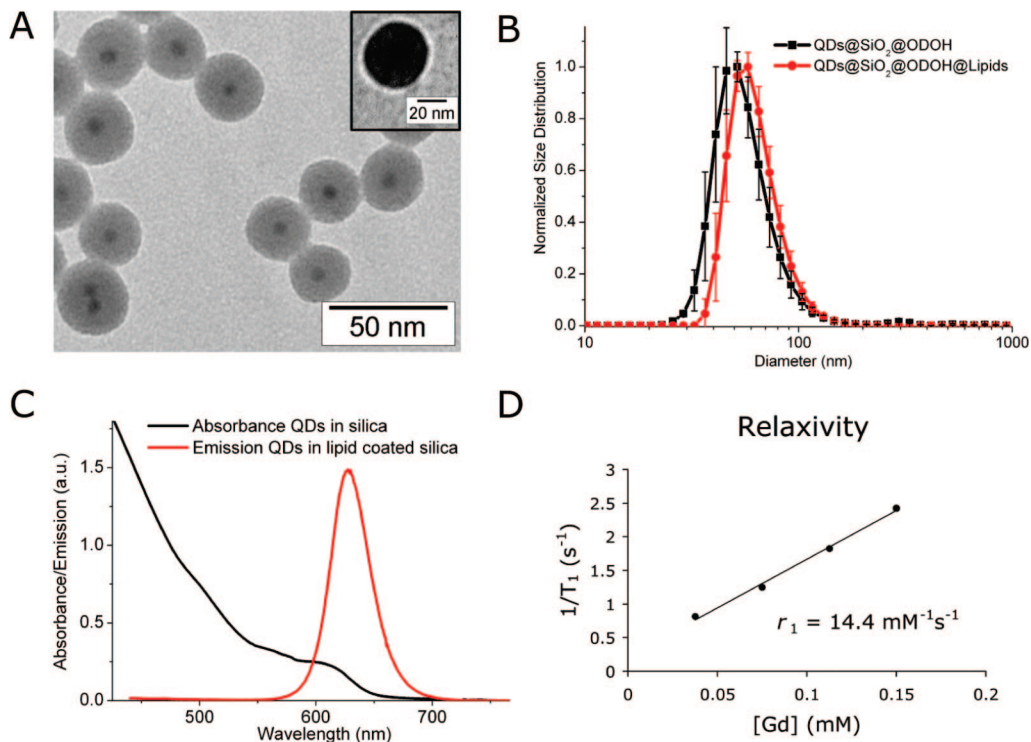 A
20 nm
50 nm
B
QDs@SiO2@ODOH
QDs@SiO2@ODOH@Lipids
Normalized Size Distribution
1.0
0.8
0.6
0.4
0.2
0.0
10
100
1000
Diameter (nm)
C
Absorbance QDs in silica
Emission QDs in lipid coated silica
Absorbance/Emission (a.u.)
1.5
1.0
0.5
0.0
500
600
700
Wavelength (nm)
D
Relaxivity
1/T₁ (s⁻¹)
3
2.5
2
1.5
1
0.5
0
r₁ = 14.4 mM⁻¹s⁻¹
0
0.05
0.1
0.15
0.2
[Gd] (mM)